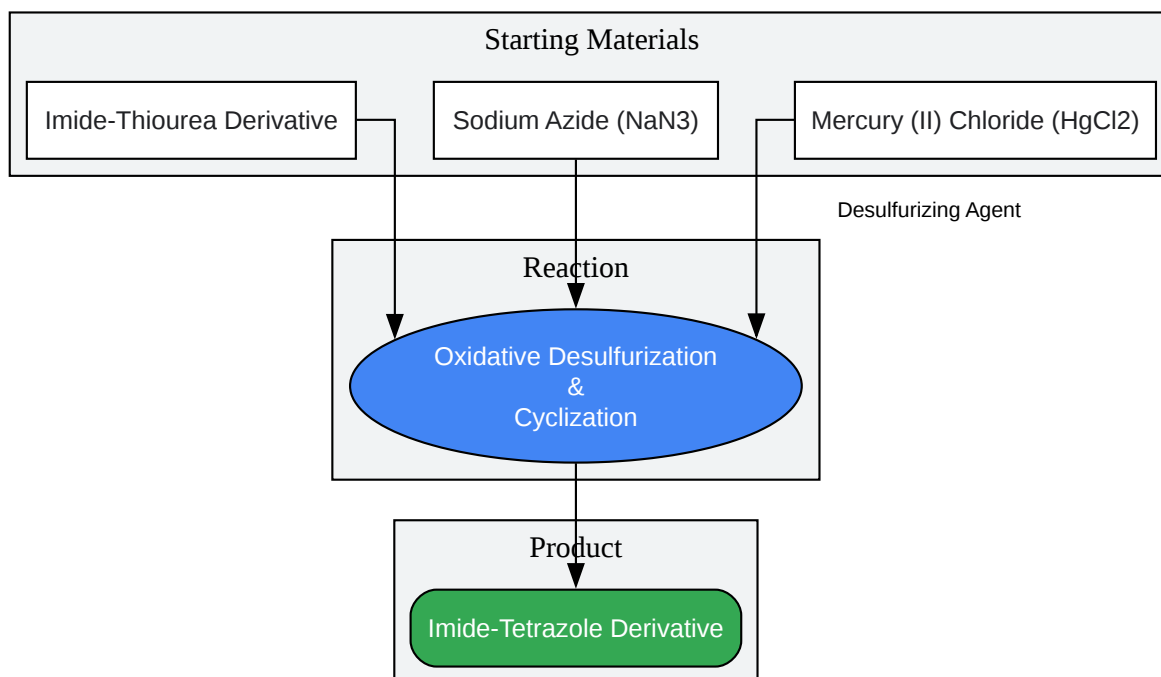 Starting Materials
Imide-Thiourea Derivative
Sodium Azide (NaN3)
Mercury (II) Chloride (HgCl2)
Desulfurizing Agent
Reaction
Oxidative Desulfurization
&
Cyclization
Product
Imide-Tetrazole Derivative